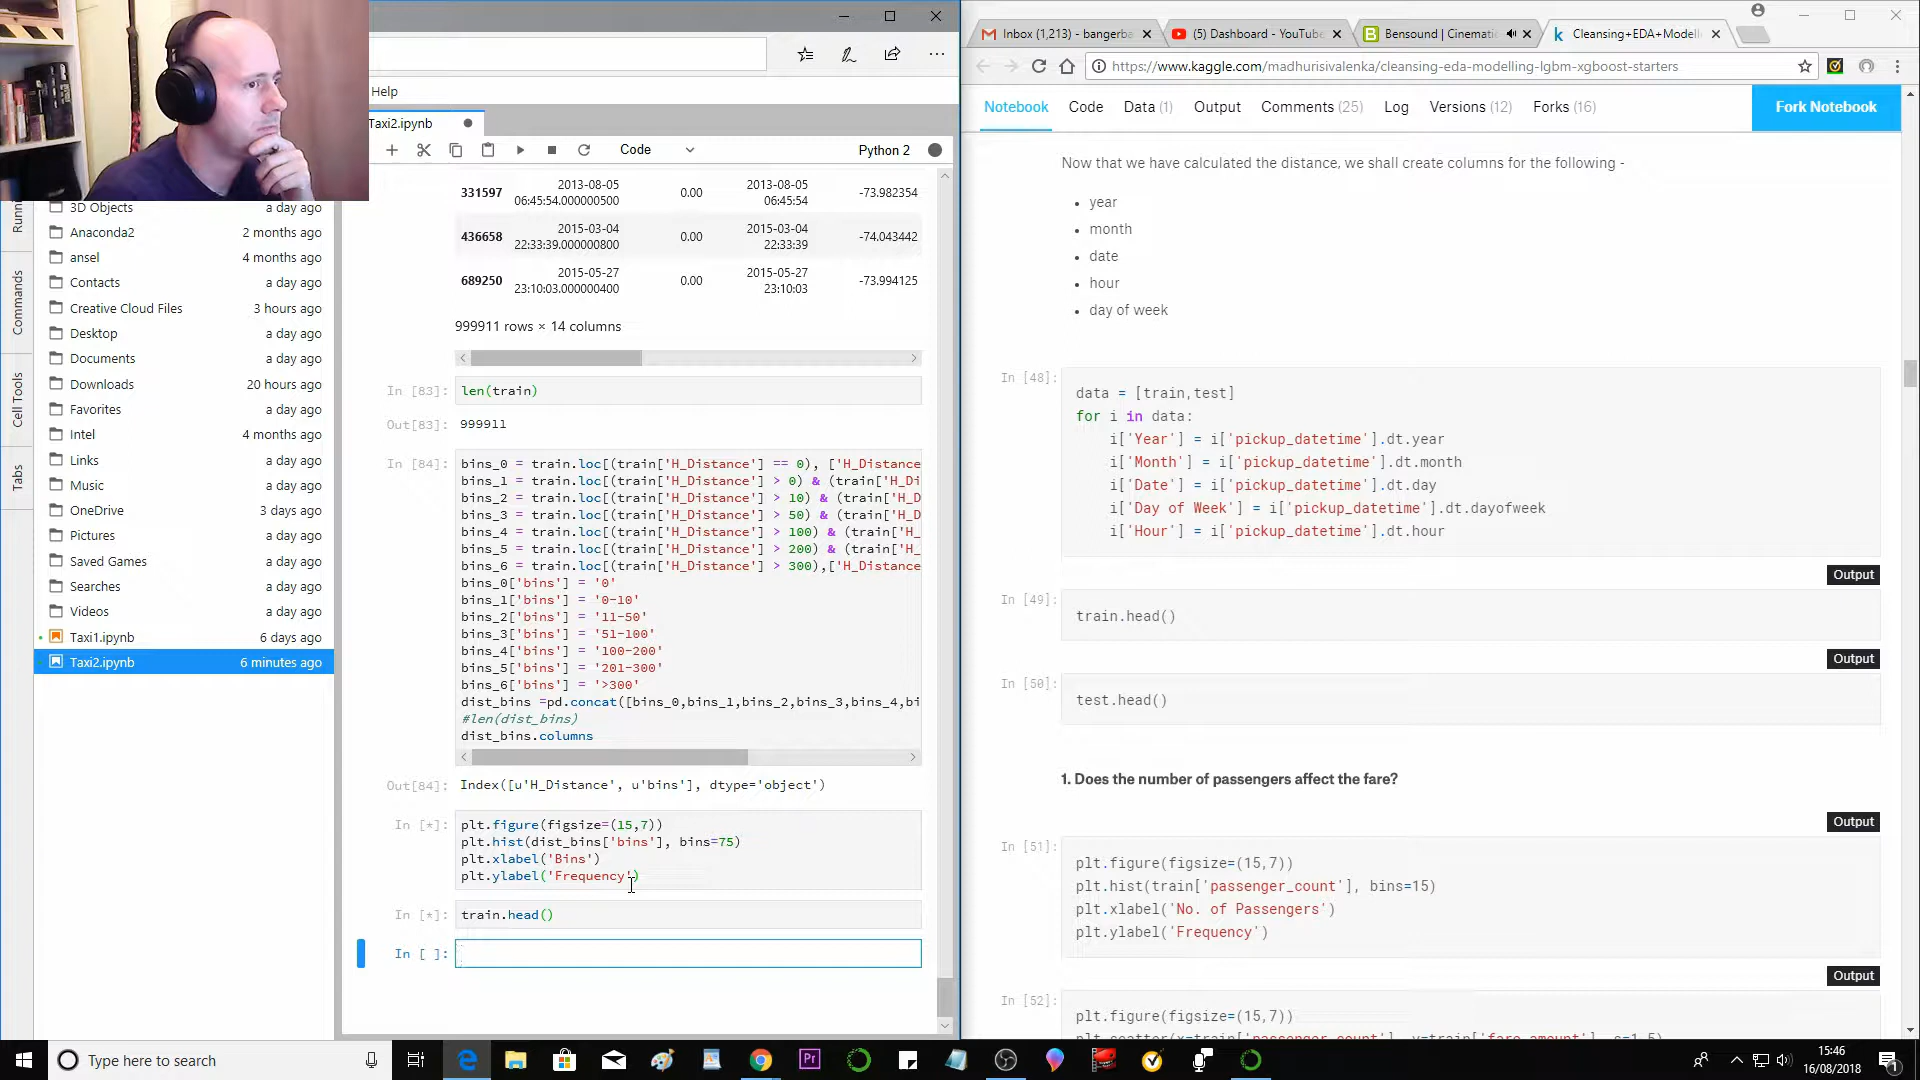 Help
Taxi2.ipynb
Code
Python 2
Running
Commands
Cell Tools
Tabs
3D Objects a day ago
Anaconda2 2 months ago
ansel 4 months ago
Contacts a day ago
Creative Cloud Files 3 hours ago
Desktop a day ago
Documents a day ago
Downloads 20 hours ago
Favorites a day ago
Intel 4 months ago
Links a day ago
Music a day ago
OneDrive 3 days ago
Pictures a day ago
Saved Games a day ago
Searches a day ago
Videos a day ago
Taxi1.ipynb 6 days ago
Taxi2.ipynb 6 minutes ago
331597 2013-08-05 06:45:54.000000500 0.00 2013-08-05 06:45:54 -73.982354
436658 2015-03-04 22:33:39.000000800 0.00 2015-03-04 22:33:39 -74.043442
689250 2015-05-27 23:10:03.000000400 0.00 2015-05-27 23:10:03 -73.994125
999911 rows × 14 columns
In [83]: len(train)
Out[83]: 999911
In [84]: bins_0 = train.loc[(train['H_Distance'] == 0), ['H_Distance
bins_1 = train.loc[(train['H_Distance'] > 0) & (train['H_Di
bins_2 = train.loc[(train['H_Distance'] > 10) & (train['H_D
bins_3 = train.loc[(train['H_Distance'] > 50) & (train['H_D
bins_4 = train.loc[(train['H_Distance'] > 100) & (train['H_
bins_5 = train.loc[(train['H_Distance'] > 200) & (train['H_
bins_6 = train.loc[(train['H_Distance'] > 300),['H_Distance
bins_0['bins'] = '0'
bins_1['bins'] = '0-10'
bins_2['bins'] = '11-50'
bins_3['bins'] = '51-100'
bins_4['bins'] = '100-200'
bins_5['bins'] = '201-300'
bins_6['bins'] = '>300'
dist_bins =pd.concat([bins_0,bins_1,bins_2,bins_3,bins_4,bi
#len(dist_bins)
dist_bins.columns
Out[84]: Index([u'H_Distance', u'bins'], dtype='object')
In [*]: plt.figure(figsize=(15,7))
plt.hist(dist_bins['bins'], bins=75)
plt.xlabel('Bins')
plt.ylabel('Frequency')
In [*]: train.head()
In [ ]:
Inbox (1,213) - bangerba
(5) Dashboard - YouTube
Bensound | Cinemati
Cleansing+EDA+Modell
https://www.kaggle.com/madhurisivalenka/cleansing-eda-modelling-lgbm-xgboost-starters
Notebook Code Data (1) Output Comments (25) Log Versions (12) Forks (16) Fork Notebook
Now that we have calculated the distance, we shall create columns for the following -
• year
• month
• date
• hour
• day of week
In [48]: data = [train,test]
for i in data:
i['Year'] = i['pickup_datetime'].dt.year
i['Month'] = i['pickup_datetime'].dt.month
i['Date'] = i['pickup_datetime'].dt.day
i['Day of Week'] = i['pickup_datetime'].dt.dayofweek
i['Hour'] = i['pickup_datetime'].dt.hour
Output
In [49]: train.head()
Output
In [50]: test.head()
1. Does the number of passengers affect the fare?
Output
In [51]: plt.figure(figsize=(15,7))
plt.hist(train['passenger_count'], bins=15)
plt.xlabel('No. of Passengers')
plt.ylabel('Frequency')
Output
In [52]: plt.figure(figsize=(15,7))
plt.scatter(x=train['passenger_count'], y=train['fare_amount'], s=1.5)
Type here to search
Pr
15:46
16/08/2018
1